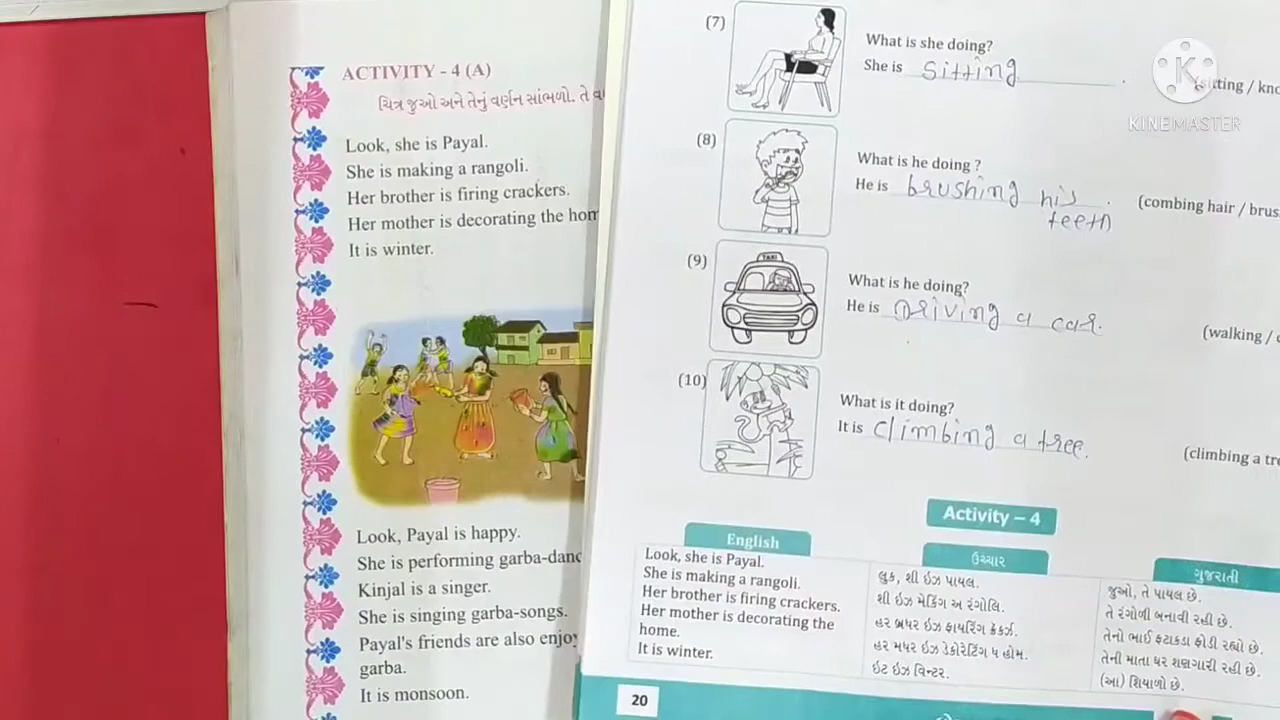 ACTIVITY - 4 (A)
ચિત્ર જુઓ અને તેનું વર્ણન સાંભળો. તે
Look, she is Payal.
She is making a rangoli.
Her brother is firing crackers.
Her mother is decorating the
It is winter.
Look, Payal is happy.
She is performing
Kinjal is a singer.
She is singing garba-songs.
Payal's friends are also
garba.
It is monsoon.
(7)
What is she doing?
She is sitting .
(sitting /
(8)
What is he doing ?
He is brushing his teeth .
(combing hair /
(9)
TAXI
What is he doing?
He is Driving a car.
(walking /
(10)
What is it doing?
It is climbing a tree.
(climbing a
Activity – 4
English
Look, she is Payal.
She is making a rangoli.
Her brother is firing crackers.
Her mother is decorating the
home.
It is winter.
ઉચ્ચાર
લુક, શી ઇઝ પાયલ.
શી ઇઝ મેકિંગ અ રંગોલિ.
હર બ્રધર ઇઝ ફાયરિંગ ક્રેકર્ઝ.
હર મધર ઇઝ ડેકોરેટિંગ ધ હોમ.
ઇટ ઇઝ વિન્ટર.
ગુજરાતી
જુઓ, તે પાયલ છે.
તે રંગોળી બનાવી રહી છે.
તેનો ભાઈ ફટાકડા ફોડી રહ્યો છે.
તેની માતા ઘર શણગારી રહી છે.
(આ) શિયાળો છે.
20
K
KINEMASTER